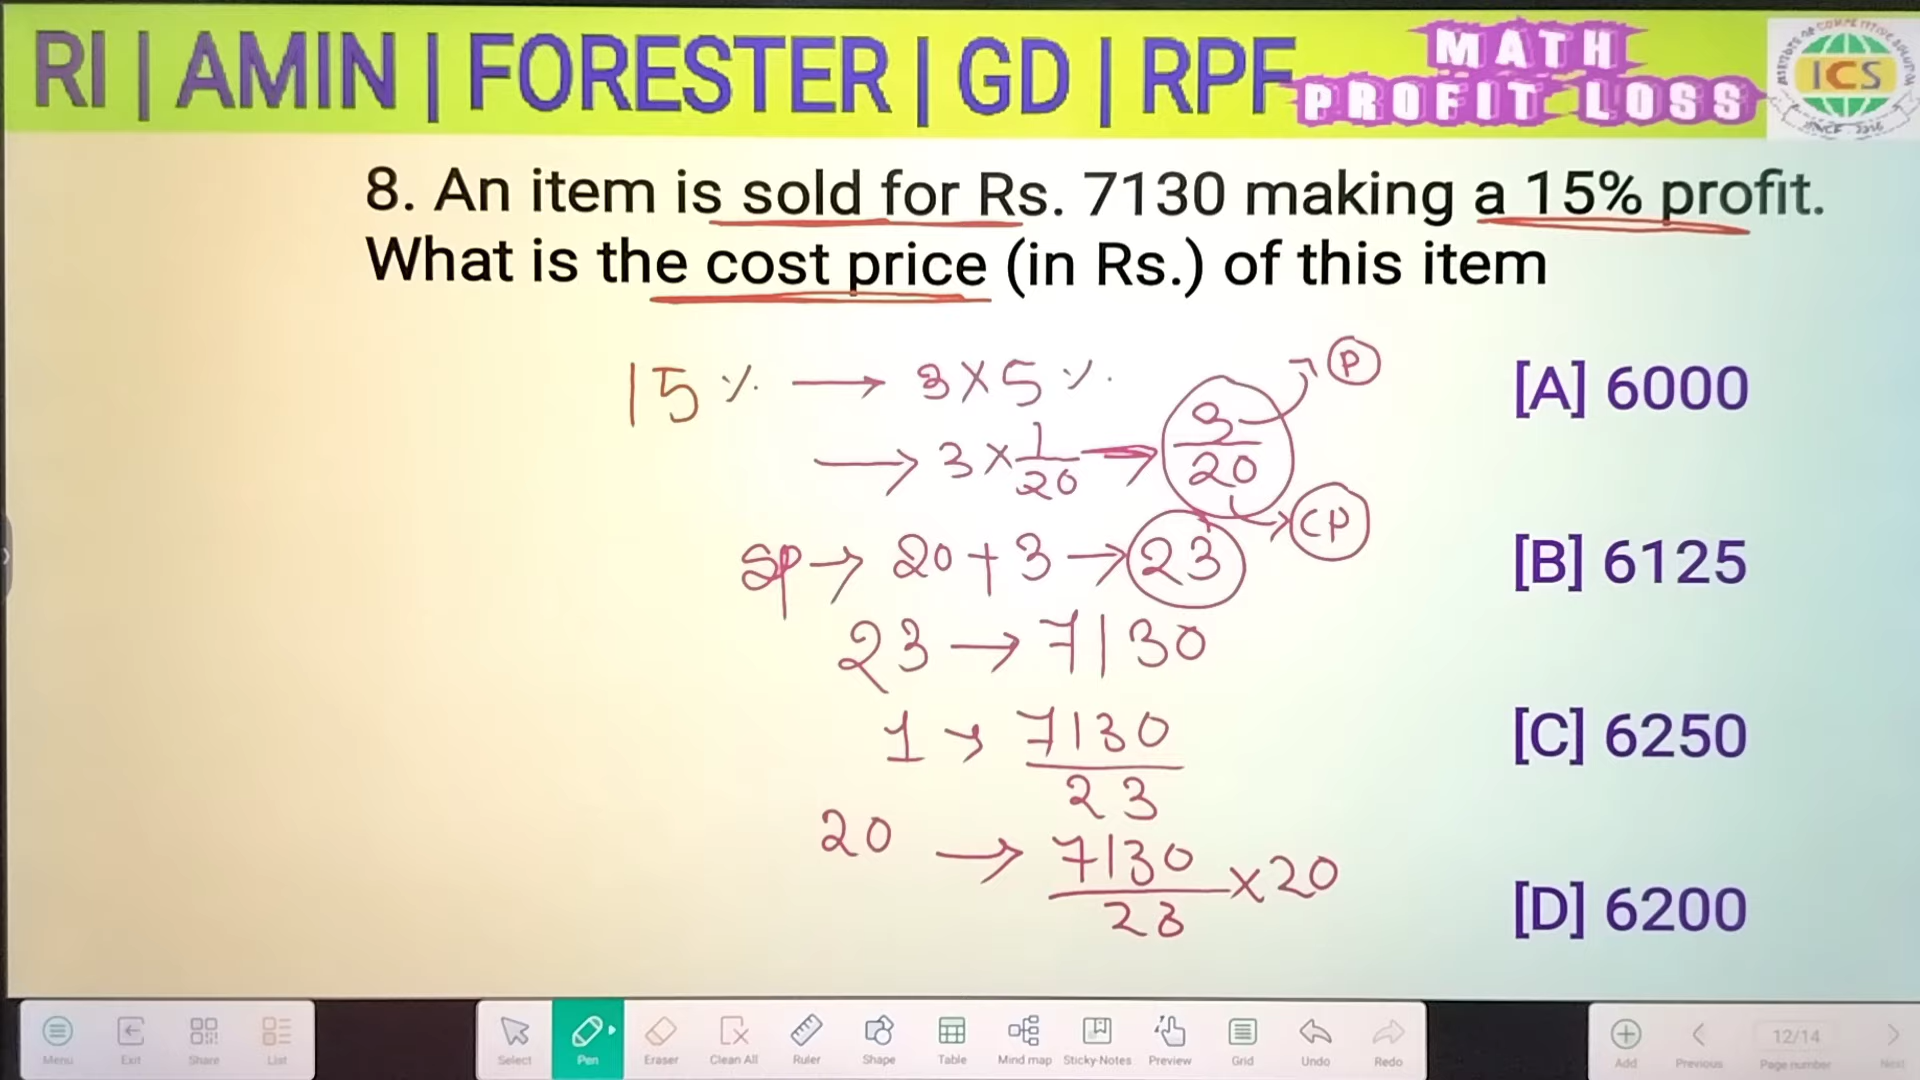 RI | AMIN | FORESTER | GD | RPF
MATH
PROFIT LOSS
ICS
8. An item is sold for Rs. 7130 making a 15% profit.
What is the cost price (in Rs.) of this item
15% → 3×5%
→ 3×1/20 → 3/20
P
CP
SP → 20+3 → 23
23 → 7130
1 → 7130/23
20 → 7130/23 ×20
[A] 6000
[B] 6125
[C] 6250
[D] 6200
Menu Exit Share List
Select Pen Eraser Clean All Ruler Shape Table Mind map Sticky-Notes Preview Grid Undo Redo
12/14
Add Previous Page number Next